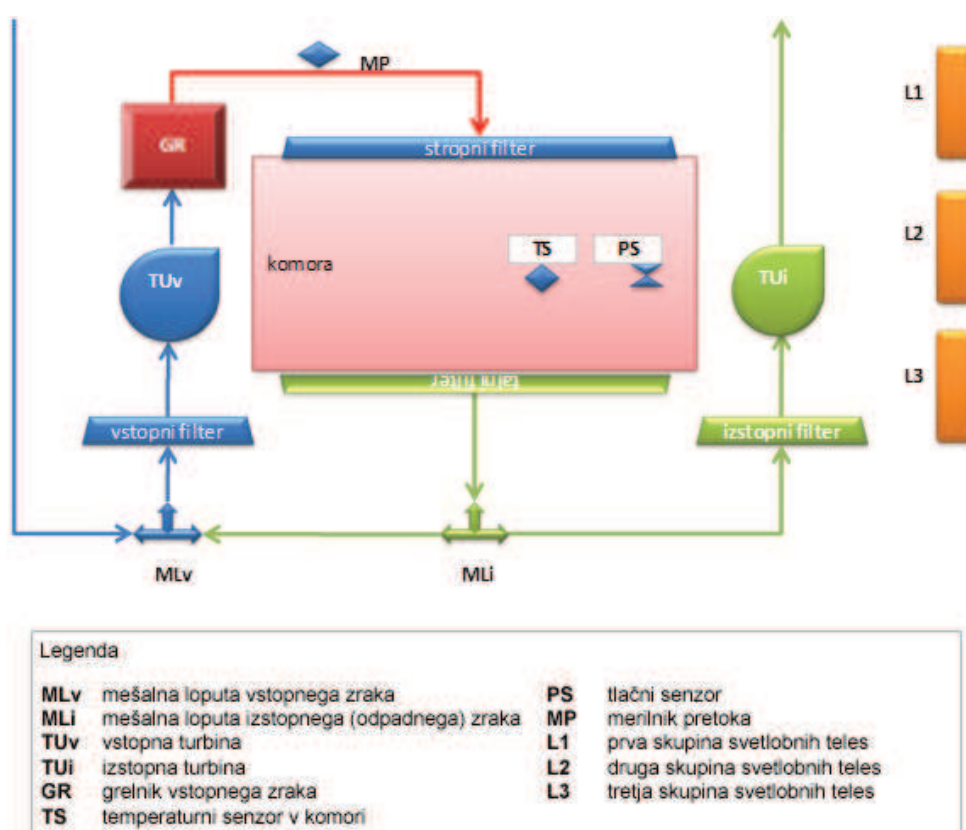 MP
GR
stropni filter
L1
L2
L3
komora
TS
PS
TUv
TUi
talni filter
vstopni filter
izstopni filter
MLv
MLi
Legenda
MLv mešalna loputa vstopnega zraka
MLi mešalna loputa izstopnega (odpadnega) zraka
TUv vstopna turbina
TUi izstopna turbina
GR grelnik vstopnega zraka
TS temperaturni senzor v komori
PS tlačni senzor
MP merilnik pretoka
L1 prva skupina svetlobnih teles
L2 druga skupina svetlobnih teles
L3 tretja skupina svetlobnih teles